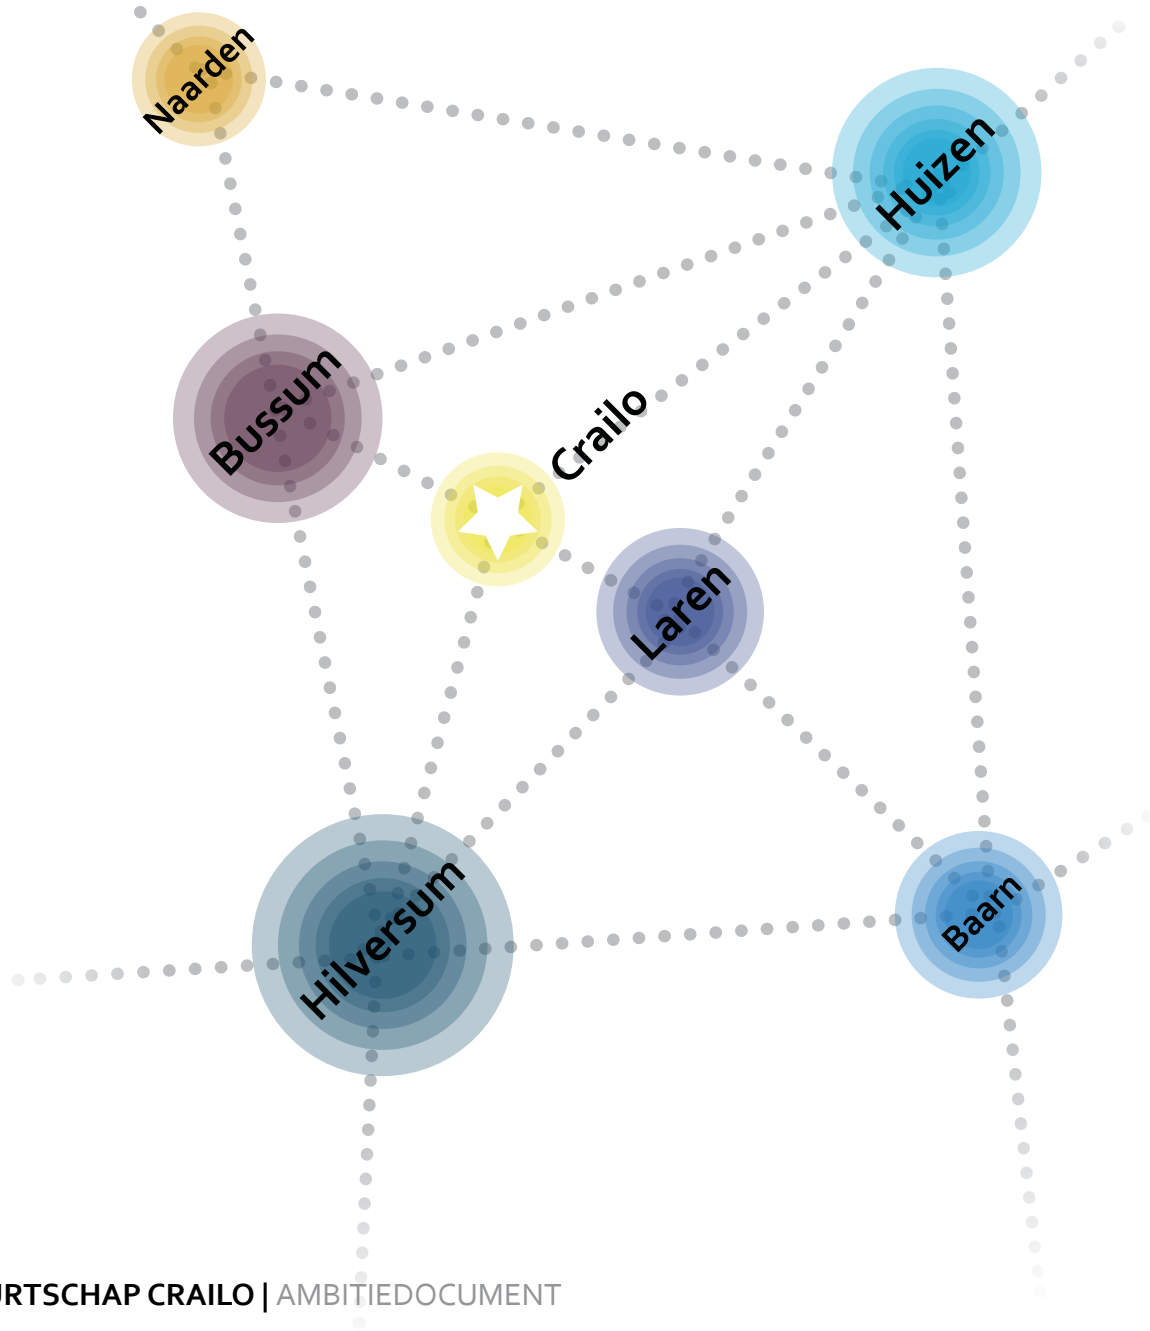 Naarden
Huizen
Bussum
Crailo
Laren
Hilversum
Baarn
RTSCHAP CRAILO | AMBITIEDOCUMENT